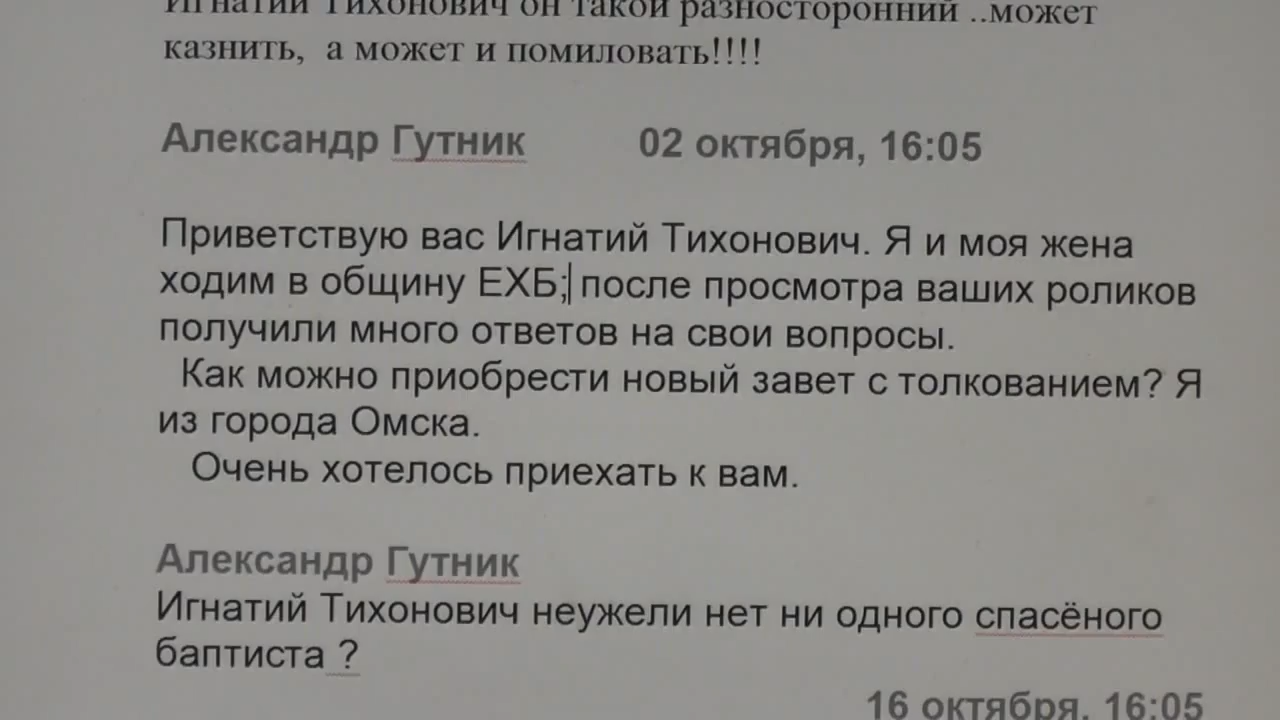 Игнатий Тихонович он такой разносторонний ..может
казнить, а может и помиловать!!!!
Александр Гутник 02 октября, 16:05
Приветствую вас Игнатий Тихонович. Я и моя жена
ходим в общину ЕХБ; после просмотра ваших роликов
получили много ответов на свои вопросы.
Как можно приобрести новый завет с толкованием? Я
из города Омска.
Очень хотелось приехать к вам.
Александр Гутник
Игнатий Тихонович неужели нет ни одного спасёного
баптиста ?
16 октября, 16:05